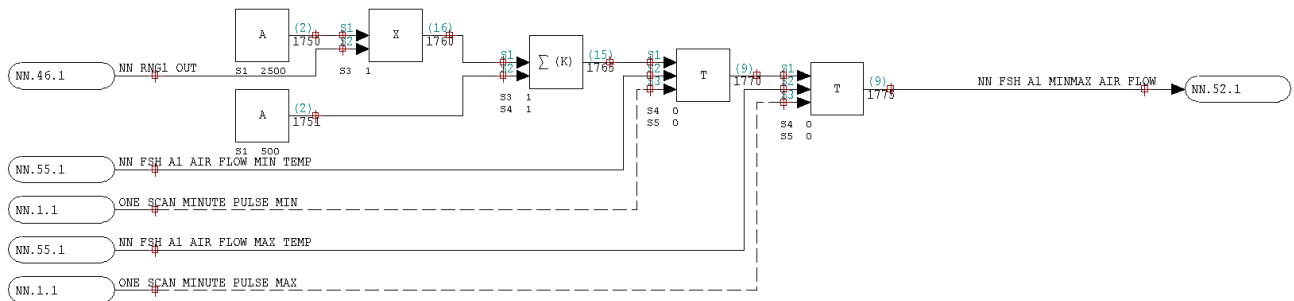 A
S1 2500
(2)
1750
S1
S2
X
S3 1
(16)
1760
NN.46.1
NN RNG1 OUT
A
S1 500
(2)
1751
S1
S2
∑ (K)
S3 1
S4 1
(15)
1765
S1
S2
S3
T
S4 0
S5 0
(9)
1770
S1
S2
S3
T
S4 0
S5 0
(9)
1775
NN FSH A1 MINMAX AIR FLOW
NN.52.1
NN.55.1
NN FSH A1 AIR FLOW MIN TEMP
NN.1.1
ONE SCAN MINUTE PULSE MIN
NN.55.1
NN FSH A1 AIR FLOW MAX TEMP
NN.1.1
ONE SCAN MINUTE PULSE MAX